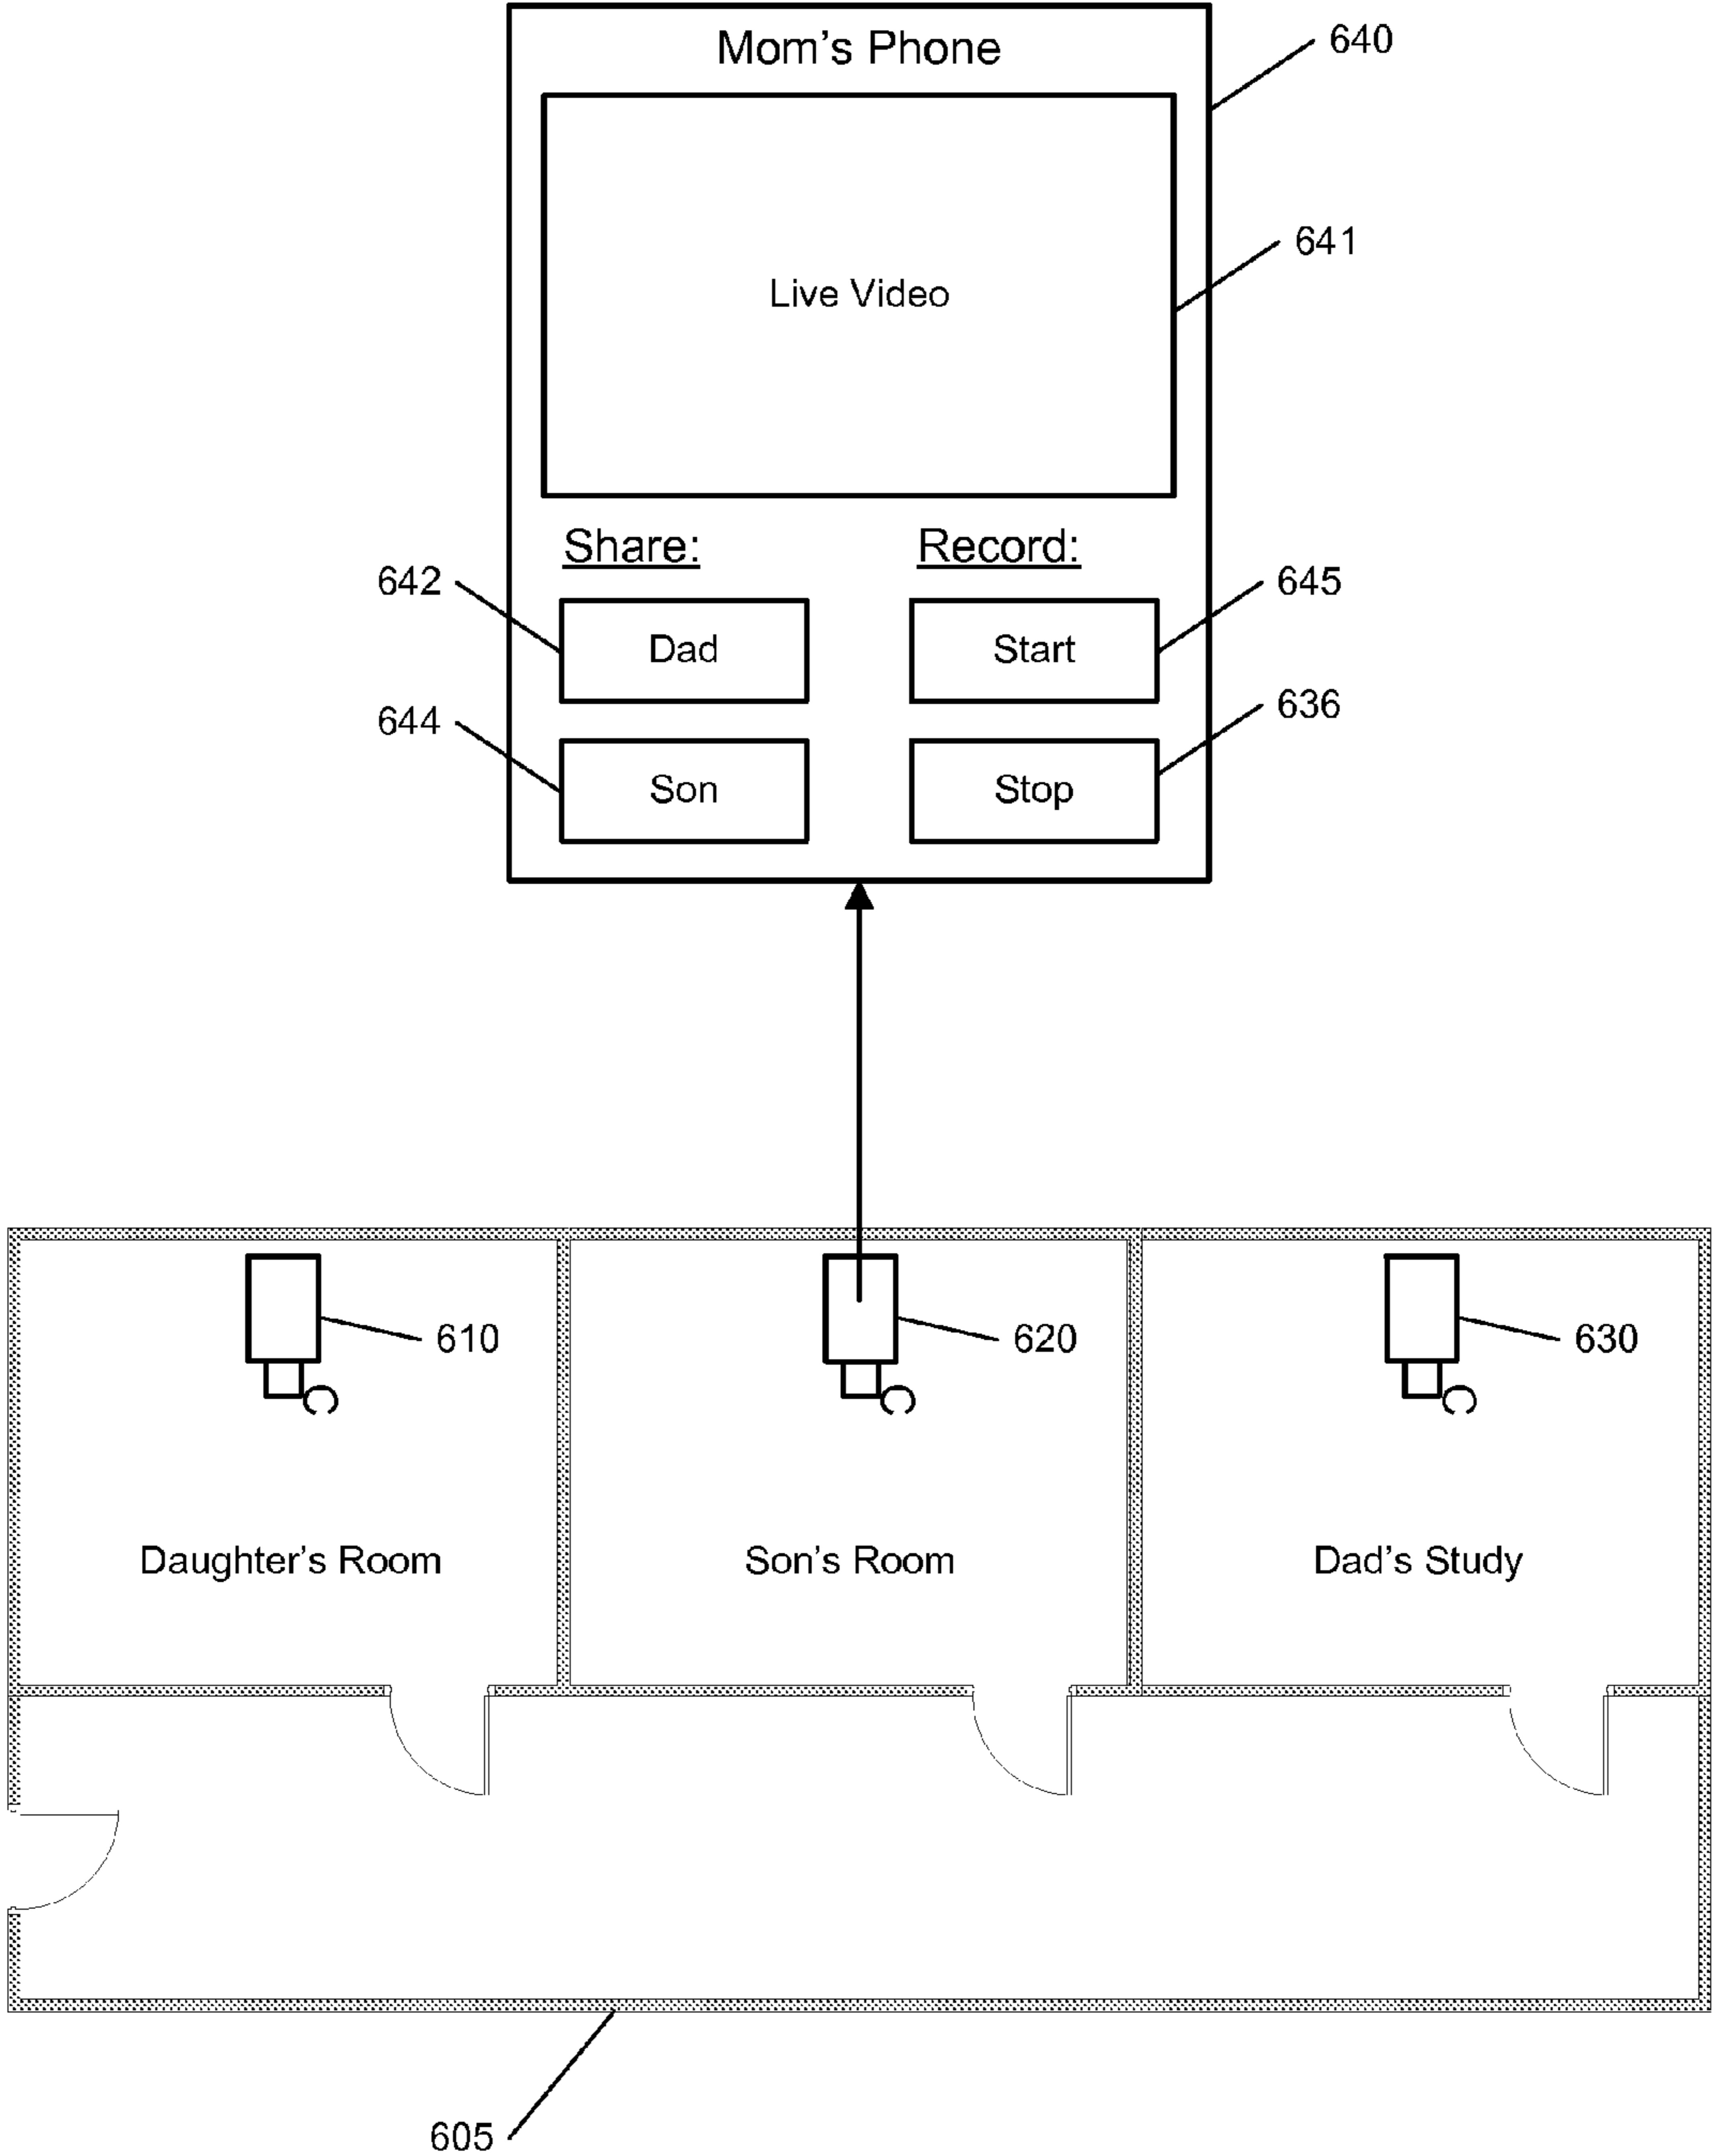 Mom's Phone
640
641
Live Video
Share:
Record:
642
645
Dad
Start
644
636
Son
Stop
610
620
630
Daughter's Room
Son's Room
Dad's Study
605